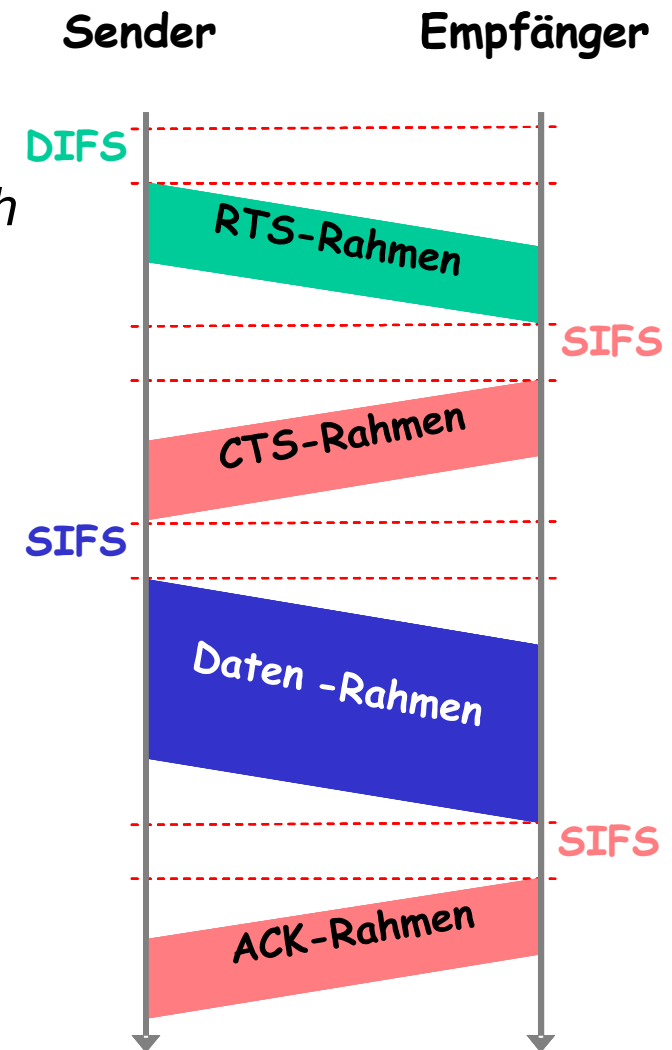 Sender Empfänger
DIFS
h
RTS-Rahmen
SIFS
CTS-Rahmen
SIFS
Daten -Rahmen
SIFS
ACK-Rahmen